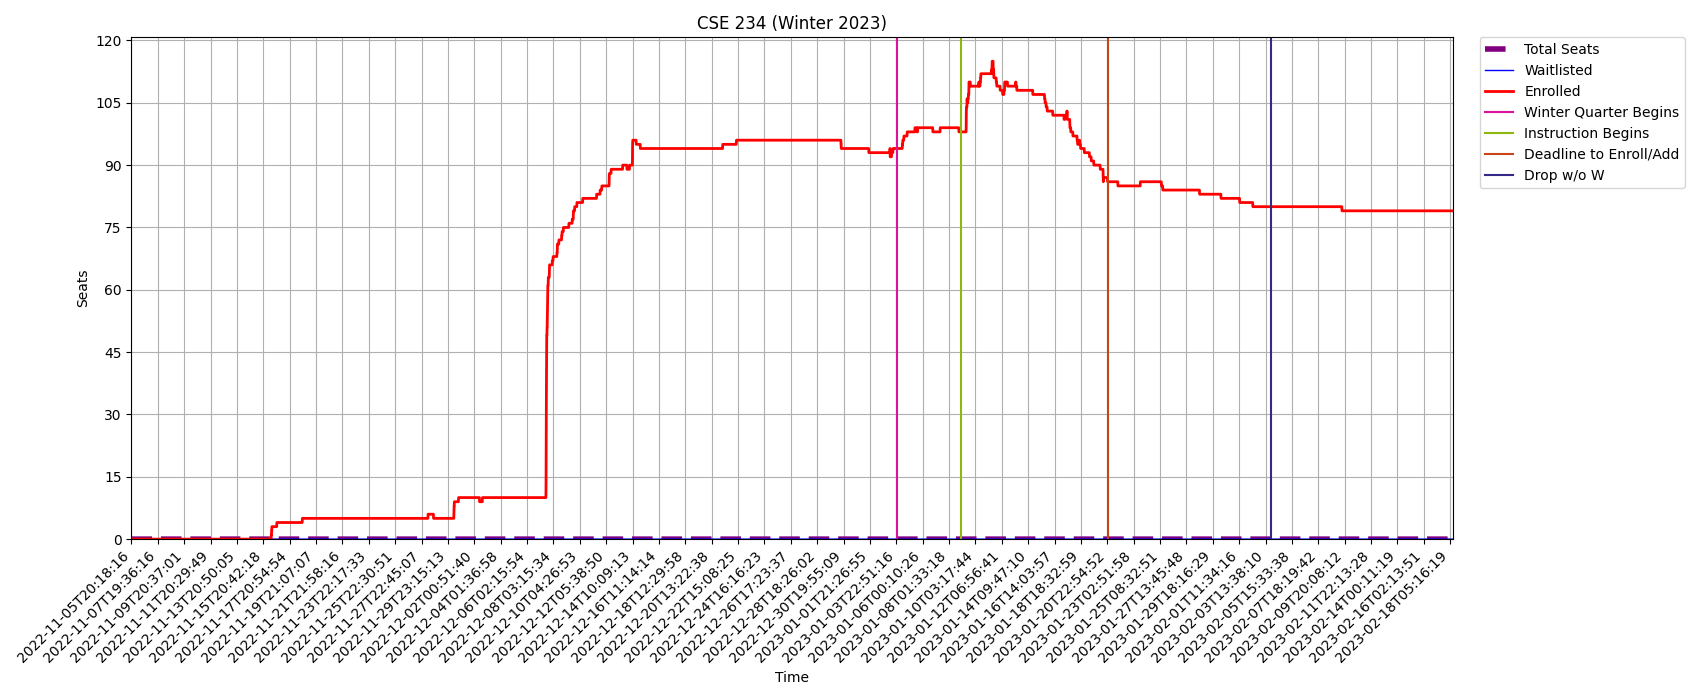 CSE 234 (Winter 2023)
120
105
90
75
60
45
30
15
0
Seats
Total Seats
Waitlisted
Enrolled
Winter Quarter Begins
Instruction Begins
Deadline to Enroll/Add
Drop w/o W
2022-11-05T20:18:16
2022-11-07T19:36:16
2022-11-09T20:37:01
2022-11-11T20:29:49
2022-11-13T20:50:05
2022-11-15T20:42:18
2022-11-17T20:54:54
2022-11-19T21:07:07
2022-11-21T21:58:16
2022-11-23T22:17:33
2022-11-25T22:30:51
2022-11-27T22:45:07
2022-11-29T23:15:13
2022-12-02T00:51:40
2022-12-04T01:36:58
2022-12-06T02:15:54
2022-12-08T03:15:34
2022-12-10T04:26:53
2022-12-12T05:38:50
2022-12-14T10:09:13
2022-12-16T11:14:14
2022-12-18T12:29:58
2022-12-20T13:22:38
2022-12-22T15:08:25
2022-12-24T16:16:23
2022-12-26T17:23:37
2022-12-28T18:26:02
2022-12-30T19:55:09
2023-01-01T21:26:55
2023-01-03T22:51:16
2023-01-06T00:10:26
2023-01-08T01:33:18
2023-01-10T03:17:44
2023-01-12T06:56:41
2023-01-14T09:47:10
2023-01-16T14:03:57
2023-01-18T18:32:59
2023-01-20T22:54:52
2023-01-23T03:51:58
2023-01-25T08:32:51
2023-01-27T13:45:48
2023-01-29T18:16:29
2023-02-01T11:34:16
2023-02-03T13:38:10
2023-02-05T15:33:38
2023-02-07T18:19:42
2023-02-09T20:08:12
2023-02-11T22:13:28
2023-02-14T00:11:19
2023-02-16T02:13:51
2023-02-18T05:16:19
Time